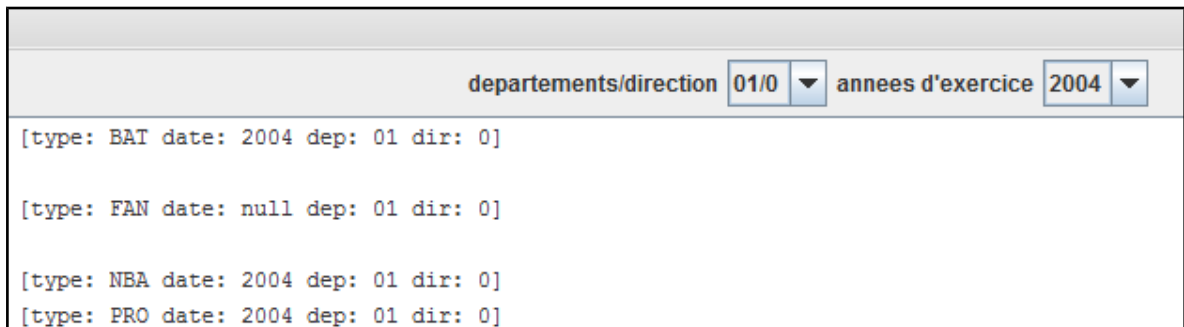 departements/direction 01/0 annees d'exercice 2004
[type: BAT date: 2004 dep: 01 dir: 0]
[type: FAN date: null dep: 01 dir: 0]
[type: NBA date: 2004 dep: 01 dir: 0]
[type: PRO date: 2004 dep: 01 dir: 0]